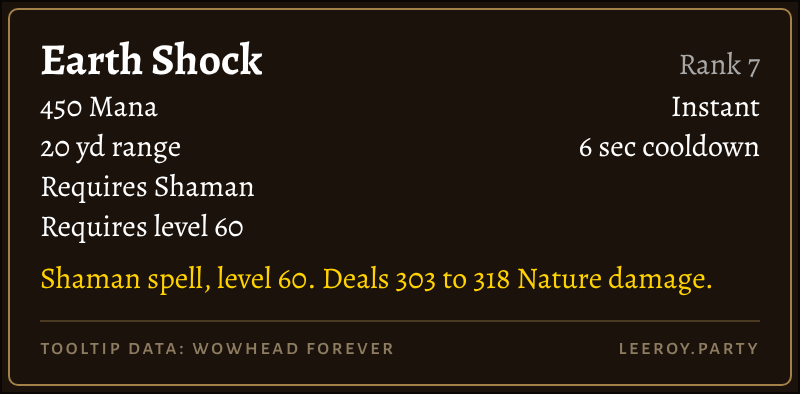 Earth Shock Rank 7
450 Mana Instant
20 yd range 6 sec cooldown
Requires Shaman
Requires level 60
Shaman spell, level 60. Deals 303 to 318 Nature damage.
TOOLTIP DATA: WOWHEAD FOREVER LEEROY.PARTY